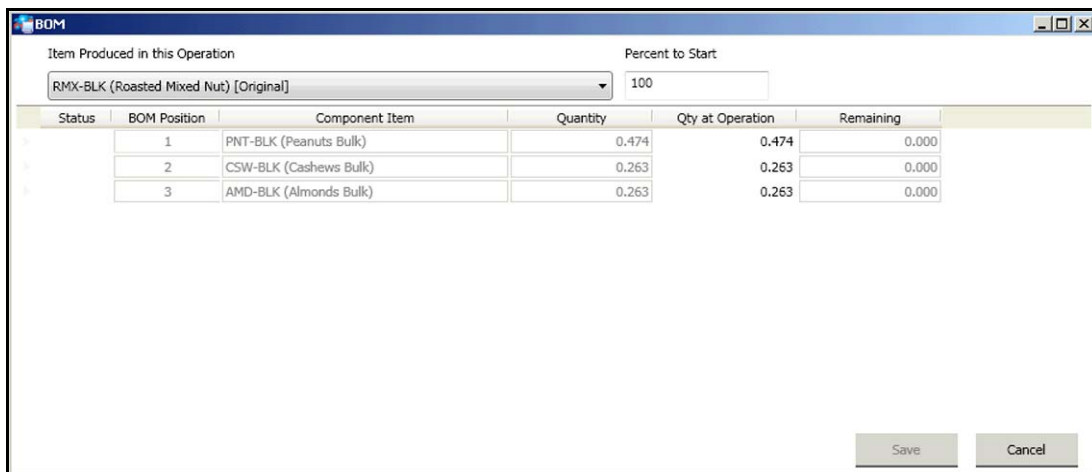 BOM
Item Produced in this Operation Percent to Start
RMX-BLK (Roasted Mixed Nut) [Original] 100
Status BOM Position Component Item Quantity Qty at Operation Remaining
1 PNT-BLK (Peanuts Bulk) 0.474 0.474 0.000
2 CSW-BLK (Cashews Bulk) 0.263 0.263 0.000
3 AMD-BLK (Almonds Bulk) 0.263 0.263 0.000
Save Cancel